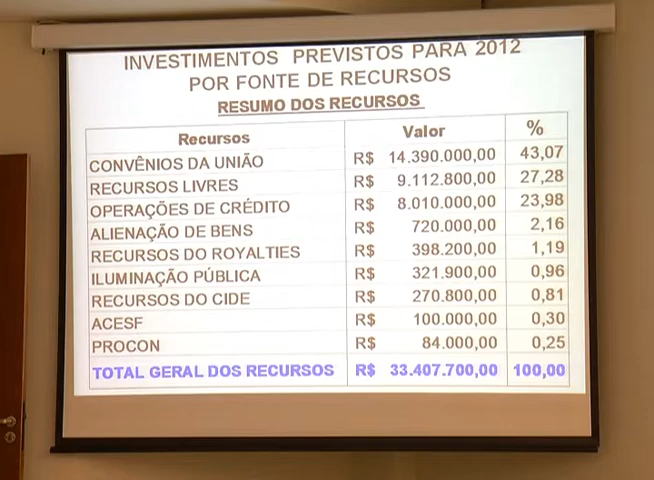 INVESTIMENTOS PREVISTOS PARA 2012
POR FONTE DE RECURSOS
RESUMO DOS RECURSOS
Recursos Valor %
CONVÊNIOS DA UNIÃO R$ 14.390.000,00 43,07
RECURSOS LIVRES R$ 9.112.800,00 27,28
OPERAÇÕES DE CRÉDITO R$ 8.010.000,00 23,98
ALIENAÇÃO DE BENS R$ 720.000,00 2,16
RECURSOS DO ROYALTIES R$ 398.200,00 1,19
ILUMINAÇÃO PÚBLICA R$ 321.900,00 0,96
RECURSOS DO CIDE R$ 270.800,00 0,81
ACESF R$ 100.000,00 0,30
PROCON R$ 84.000,00 0,25
TOTAL GERAL DOS RECURSOS R$ 33.407.700,00 100,00